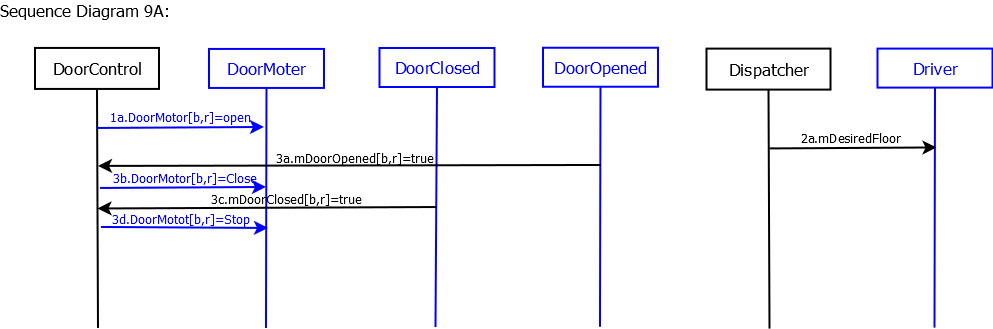 Sequence Diagram 9A:
DoorControl
DoorMoter
DoorClosed
DoorOpened
Dispatcher
Driver
1a.DoorMotor[b,r]=open
2a.mDesiredFloor
3a.mDoorOpened[b,r]=true
3b.DoorMotor[b,r]=Close
3c.mDoorClosed[b,r]=true
3d.DoorMotot[b,r]=Stop